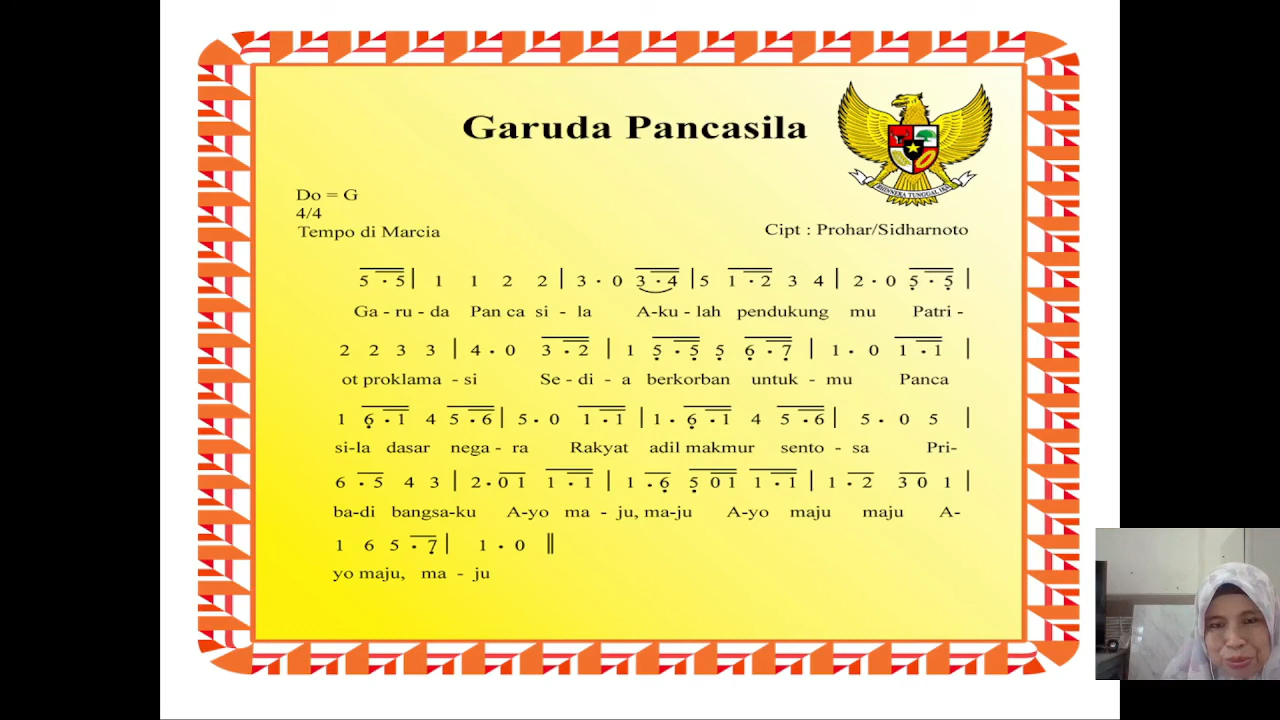 Garuda Pancasila
BHINNEKA TUNGGAL IKA
Do = G
4/4
Tempo di Marcia
Cipt : Prohar/Sidharnoto
5 . 5 | 1 1 2 2 | 3 . 0 3 . 4 | 5 1 . 2 3 4 | 2 . 0 5 . 5 |
Ga - ru - da Pan ca si - la A-ku - lah pendukung mu Patri -
2 2 3 3 | 4 . 0 3 . 2 | 1 5 . 5 5 6 . 7 | 1 . 0 1 . 1 |
ot proklama - si Se - di - a berkorban untuk - mu Panca
1 6 . 1 4 5 . 6 | 5 . 0 1 . 1 | 1 . 6 . 1 4 5 . 6 | 5 . 0 5 |
si-la dasar nega - ra Rakyat adil makmur sento - sa Pri-
6 . 5 4 3 | 2 . 0 1 1 . 1 | 1 . 6 5 0 1 1 . 1 | 1 . 2 3 0 1 |
ba-di bangsa-ku A-yo ma - ju, ma-ju A-yo maju maju A-
1 6 5 . 7 | 1 . 0 ||
yo maju, ma - ju